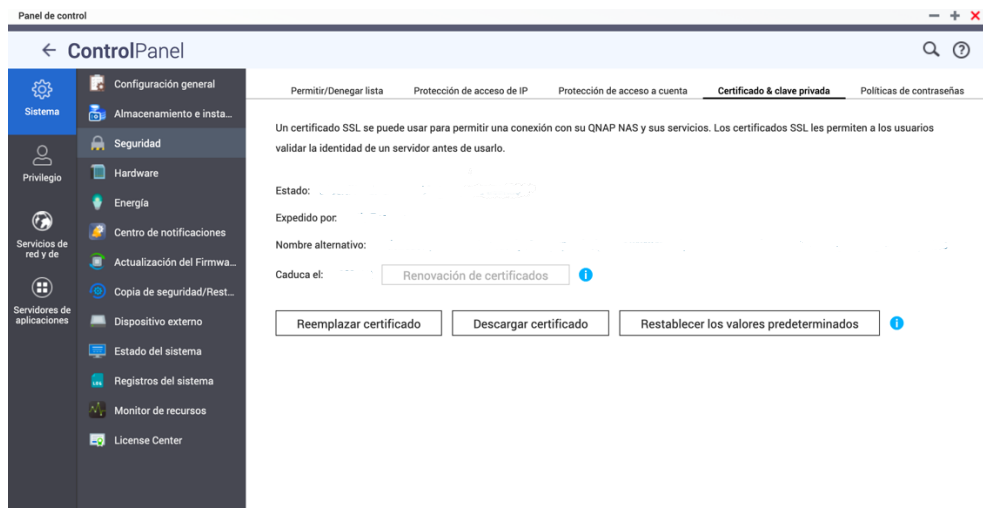 Panel de control
ControlPanel
Sistema
Privilegio
Servicios de
red y de
Servidores de
aplicaciones
Configuración general
Almacenamiento e insta...
Seguridad
Hardware
Energía
Centro de notificaciones
Actualización del Firmwa...
Copia de seguridad/Rest...
Dispositivo externo
Estado del sistema
Registros del sistema
Monitor de recursos
License Center
Permitir/Denegar lista
Protección de acceso de IP
Protección de acceso a cuenta
Certificado & clave privada
Políticas de contraseñas
Un certificado SSL se puede usar para permitir una conexión con su QNAP NAS y sus servicios. Los certificados SSL les permiten a los usuarios
validar la identidad de un servidor antes de usarlo.
Estado:
Expedido por:
Nombre alternativo:
Caduca el:
Renovación de certificados
Reemplazar certificado
Descargar certificado
Restablecer los valores predeterminados